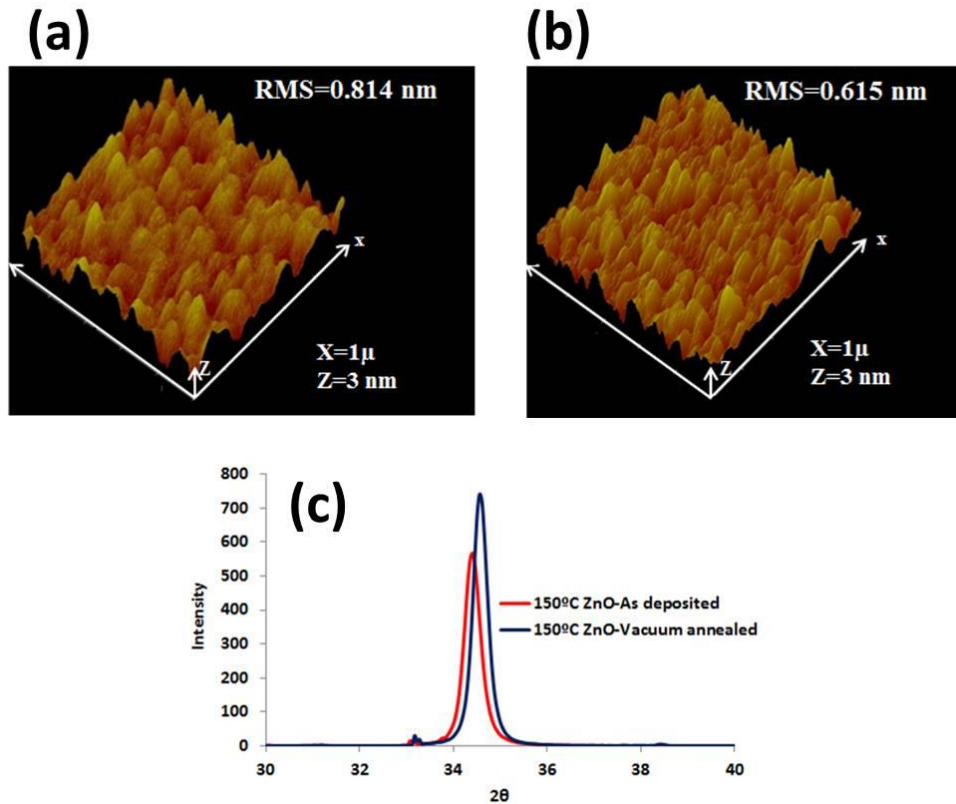 (a)
(b)
RMS=0.814 nm
RMS=0.615 nm
x
x
X=1μ
Z=3 nm
Z
X=1μ
Z=3 nm
Z
(c)
800
700
600
500
400
300
200
100
0
Intensity
150ºC ZnO-As deposited
150ºC ZnO-Vacuum annealed
30
32
34
36
38
40
2θ